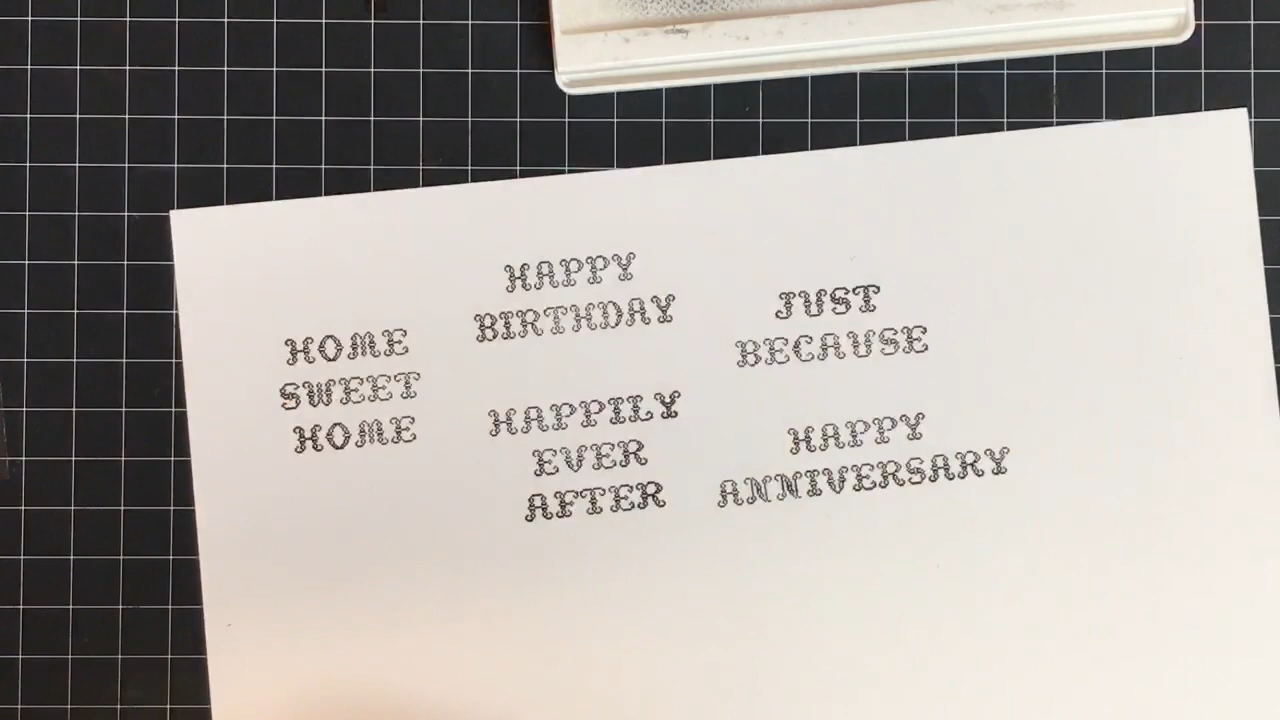 HOME
SWEET
HOME
HAPPY
BIRTHDAY
HAPPILY
EVER
AFTER
JUST
BECAUSE
HAPPY
ANNIVERSARY